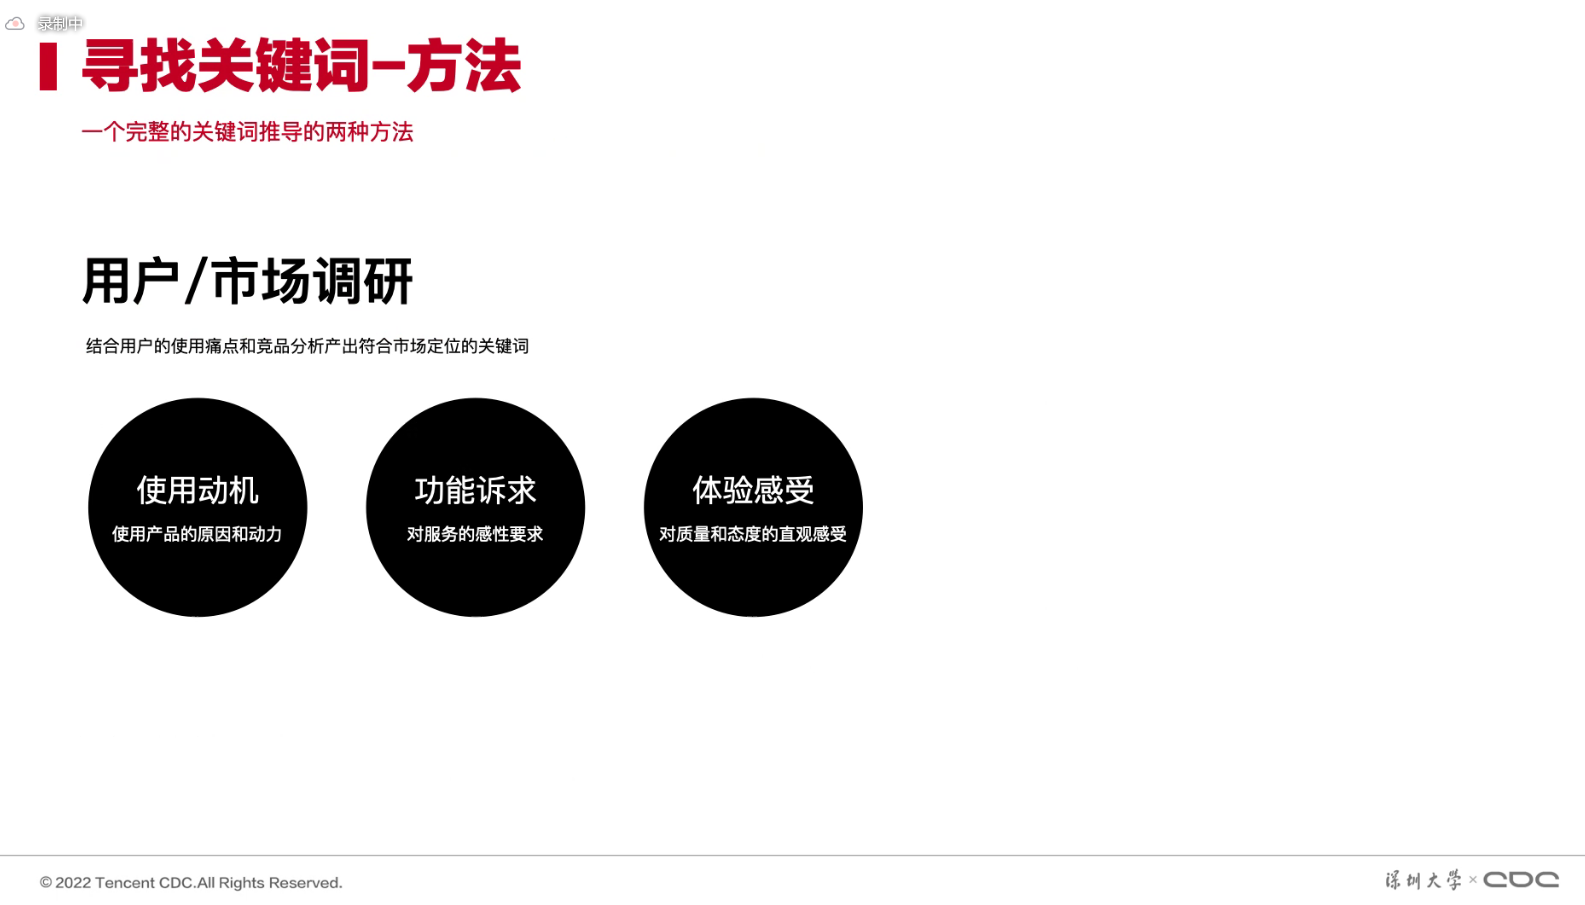 录制中
寻找关键词-方法
一个完整的关键词推导的两种方法
用户/市场调研
结合用户的使用痛点和竞品分析产出符合市场定位的关键词
使用动机
使用产品的原因和动力
功能诉求
对服务的感性要求
体验感受
对质量和态度的直观感受
© 2022 Tencent CDC.All Rights Reserved.
深圳大学 × CDC